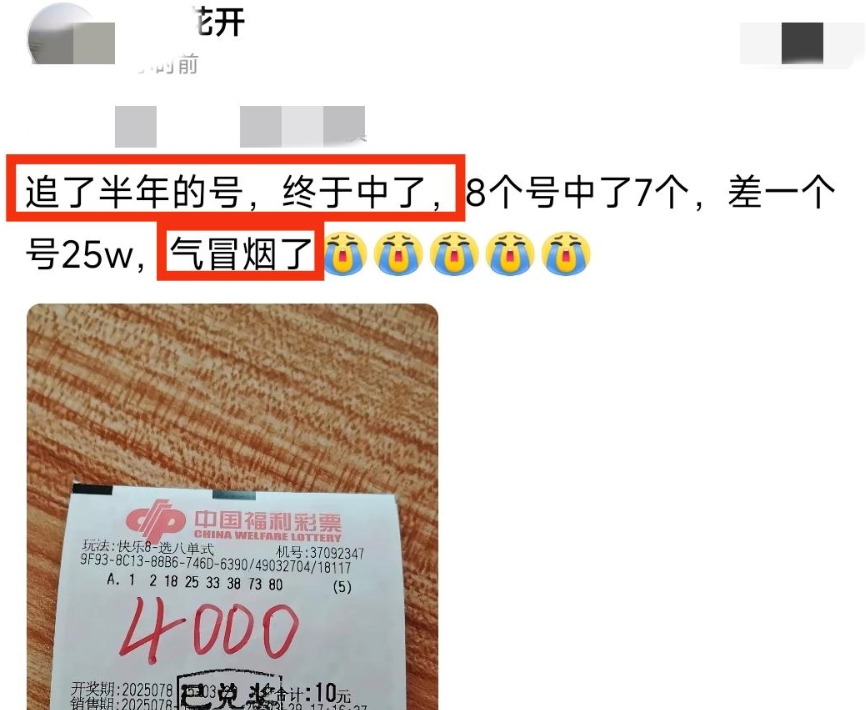 花开
时前
追了半年的号，终于中了，8个号中了7个，差一个
号25w，气冒烟了😭😭😭😭😭
中国福利彩票
CHINA WELFARE LOTTERY
玩法:快乐8-选八单式 机号:37092347
9F93-8C13-88B6-746D-6390/49032704/18117
A. 1 2 18 25 33 38 73 80 (5)
4000
开奖期:2025078 合计:10元
已兑奖
销售期:2025078